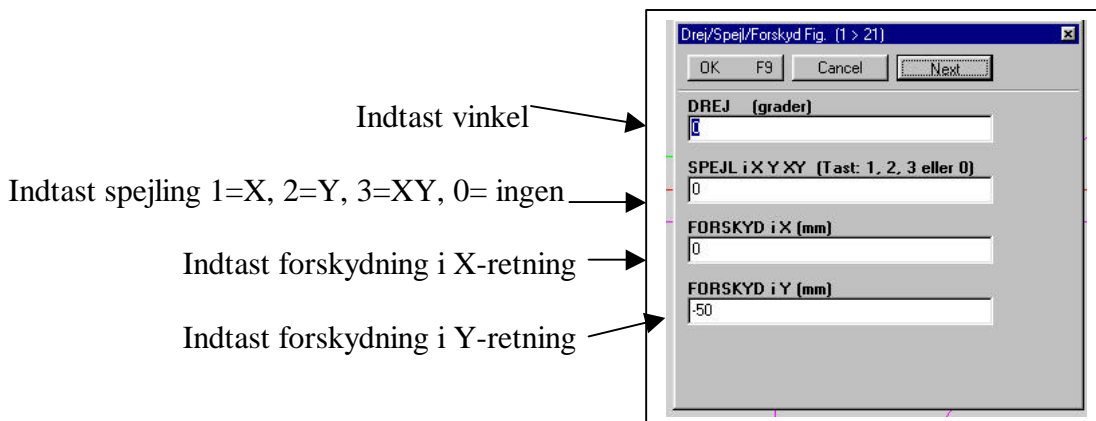 Drej/Spejl/Forskyd Fig. (1 > 21)
OK F9 Cancel Next
Indtast vinkel
DREJ (grader)
0
Indtast spejling 1=X, 2=Y, 3=XY, 0= ingen
SPEJL i X Y XY (Tast: 1, 2, 3 eller 0)
0
Indtast forskydning i X-retning
FORSKYD i X (mm)
0
Indtast forskydning i Y-retning
FORSKYD i Y (mm)
-50